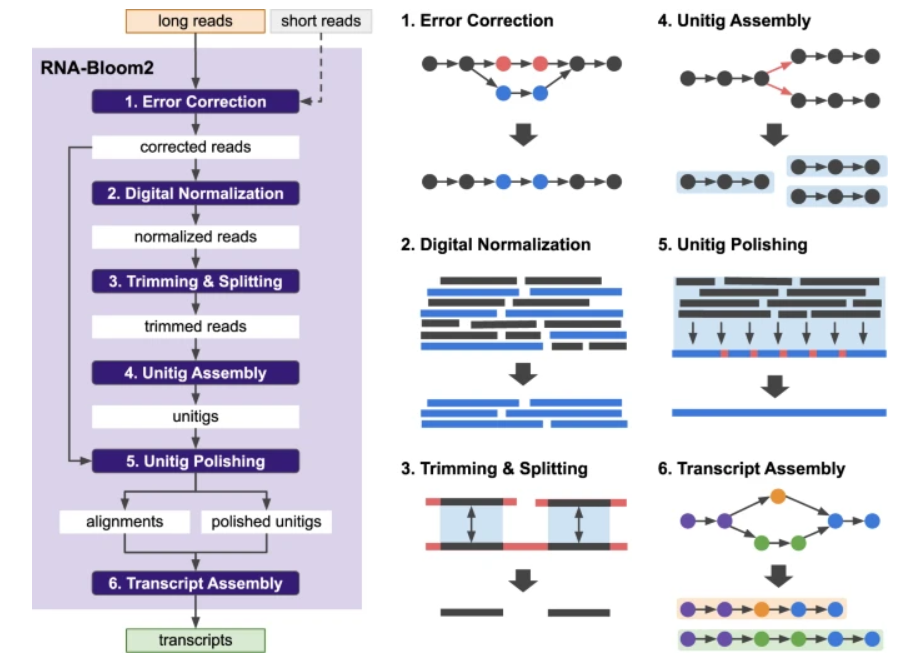 long reads
short reads
RNA-Bloom2
1. Error Correction
corrected reads
2. Digital Normalization
normalized reads
3. Trimming & Splitting
trimmed reads
4. Unitig Assembly
unitigs
5. Unitig Polishing
alignments
polished unitigs
6. Transcript Assembly
transcripts
1. Error Correction
2. Digital Normalization
3. Trimming & Splitting
4. Unitig Assembly
5. Unitig Polishing
6. Transcript Assembly